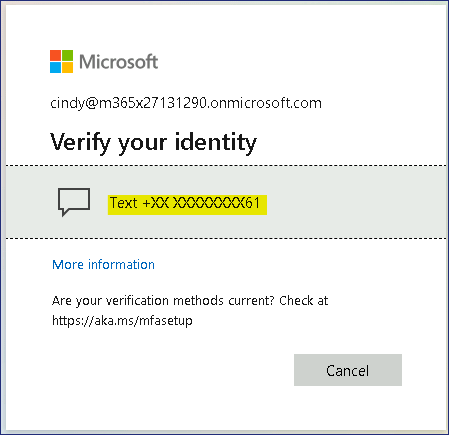 Microsoft
cindy@m365x27131290.onmicrosoft.com
Verify your identity
Text +XX XXXXXXXX61
More information
Are your verification methods current? Check at
https://aka.ms/mfasetup
Cancel